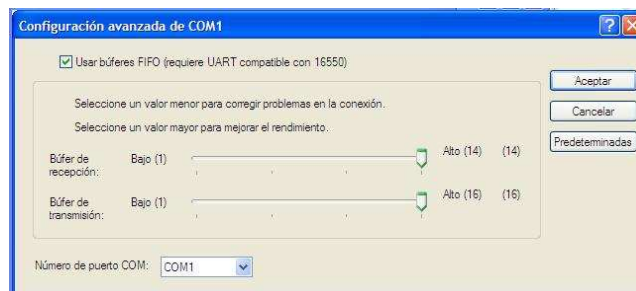 Configuración avanzada de COM1
Usar búferes FIFO (requiere UART compatible con 16550)
Seleccione un valor menor para corregir problemas en la conexión.
Seleccione un valor mayor para mejorar el rendimiento.
Búfer de recepción: Bajo (1) Alto (14) (14)
Búfer de transmisión: Bajo (1) Alto (16) (16)
Número de puerto COM: COM1
Aceptar
Cancelar
Predeterminadas